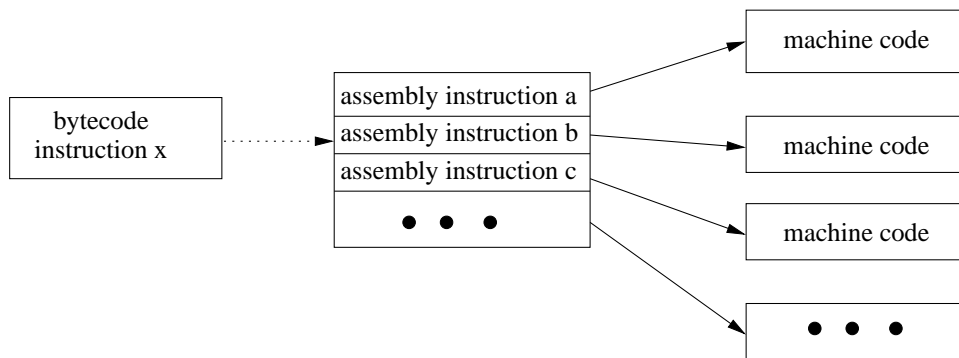 bytecode
instruction x
assembly instruction a
assembly instruction b
assembly instruction c
● ● ●
machine code
machine code
machine code
● ● ●